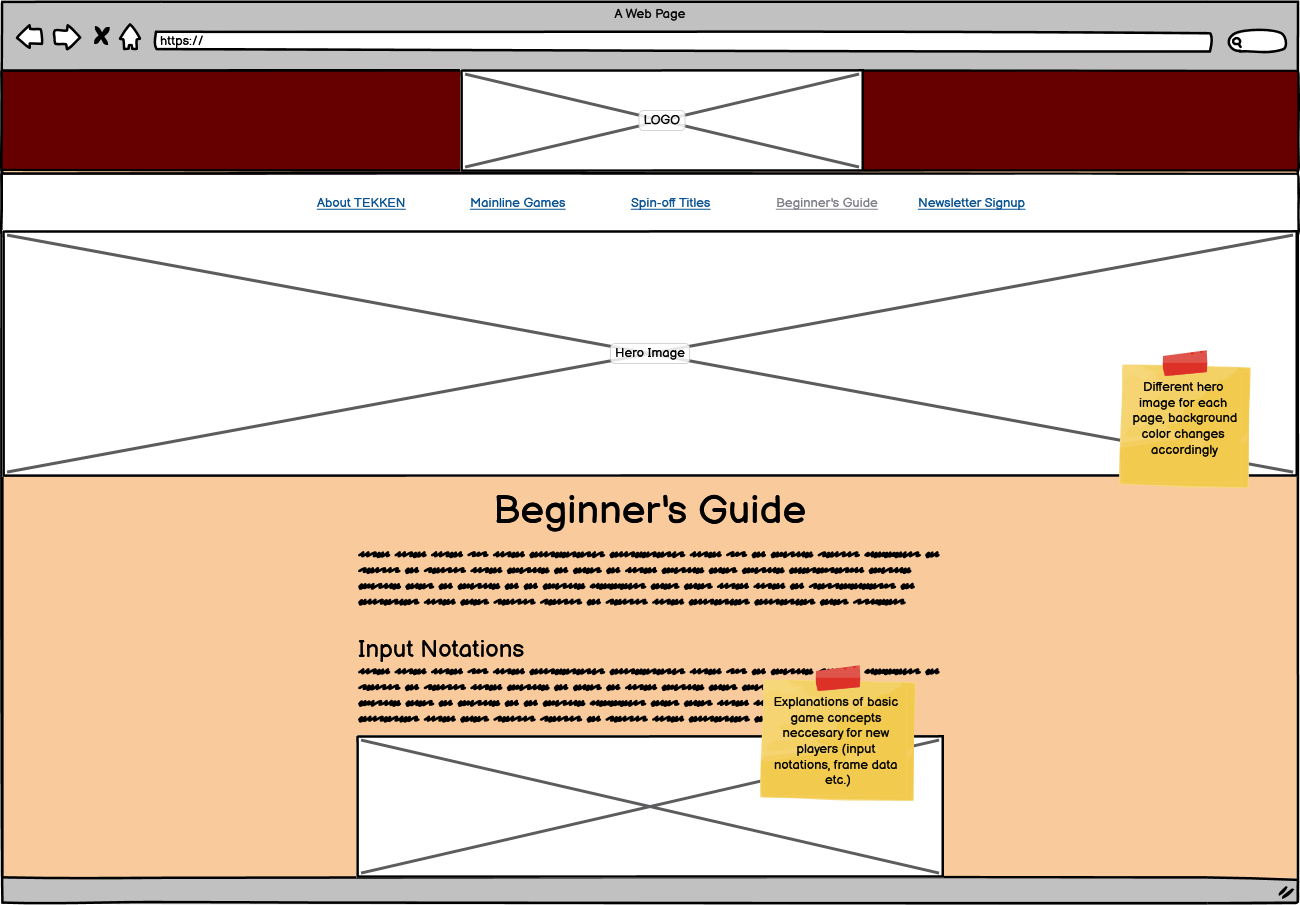 A Web Page
https://
LOGO
About TEKKEN
Mainline Games
Spin-off Titles
Beginner's Guide
Newsletter Signup
Hero Image
Different hero
image for each
page, background
color changes
accordingly
Beginner's Guide
Input Notations
Explanations of basic
game concepts
neccesary for new
players (input
notations, frame data
etc.)